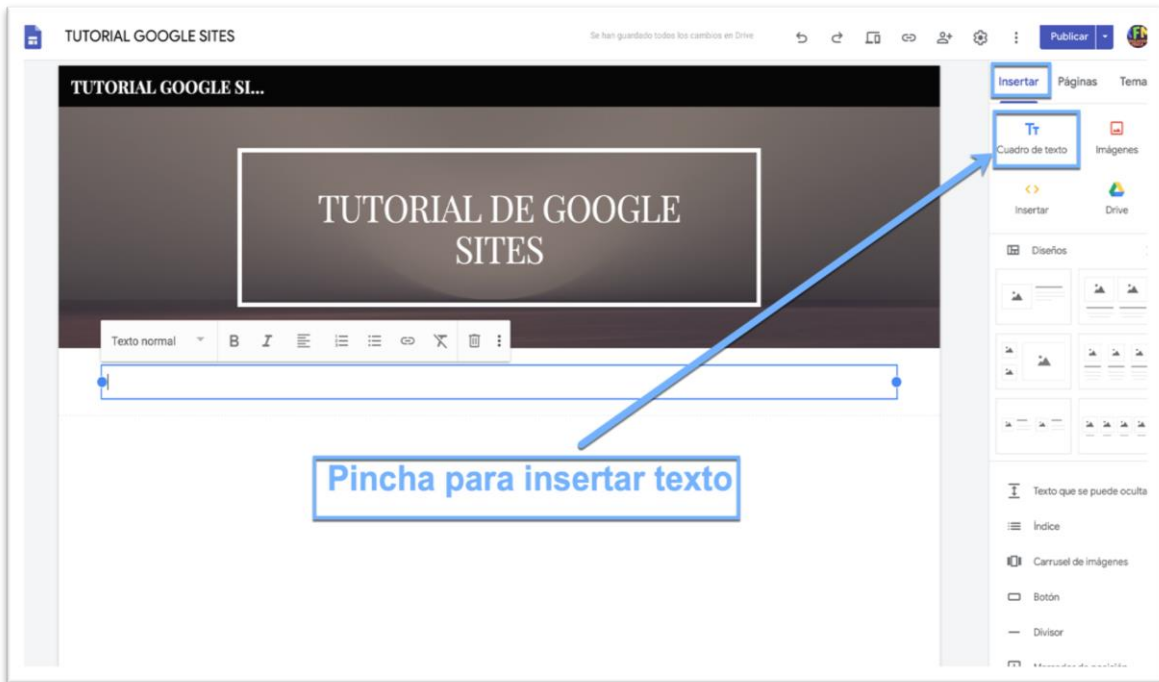 TUTORIAL GOOGLE SITES
Se han guardado todos los cambios en Drive
Publicar
TUTORIAL GOOGLE SI...
Insertar Páginas Tema
Cuadro de texto Imágenes
Insertar Drive
TUTORIAL DE GOOGLE
SITES
Diseños
Texto normal B I
Pincha para insertar texto
Texto que se puede oculta
Índice
Carrusel de imágenes
Botón
Divisor